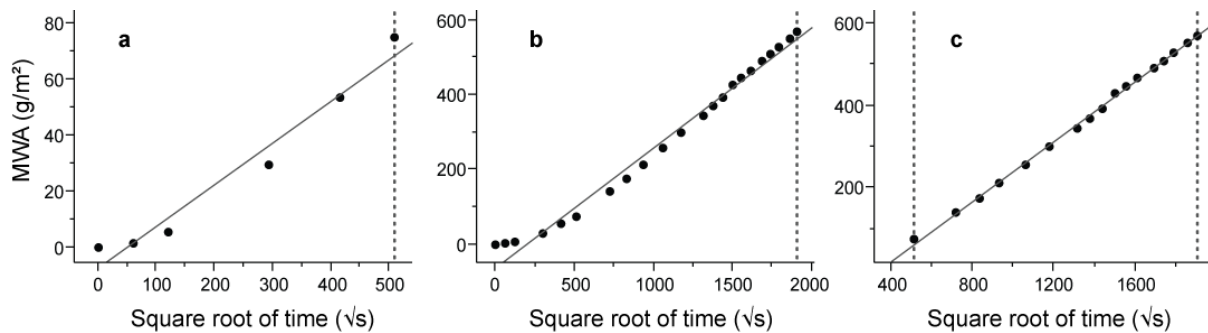 a
80
60
40
20
0
MWA (g/m²)
0 100 200 300 400 500
Square root of time (√s)
b
600
400
200
0
0 500 1000 1500 2000
Square root of time (√s)
c
600
400
200
400 800 1200 1600
Square root of time (√s)